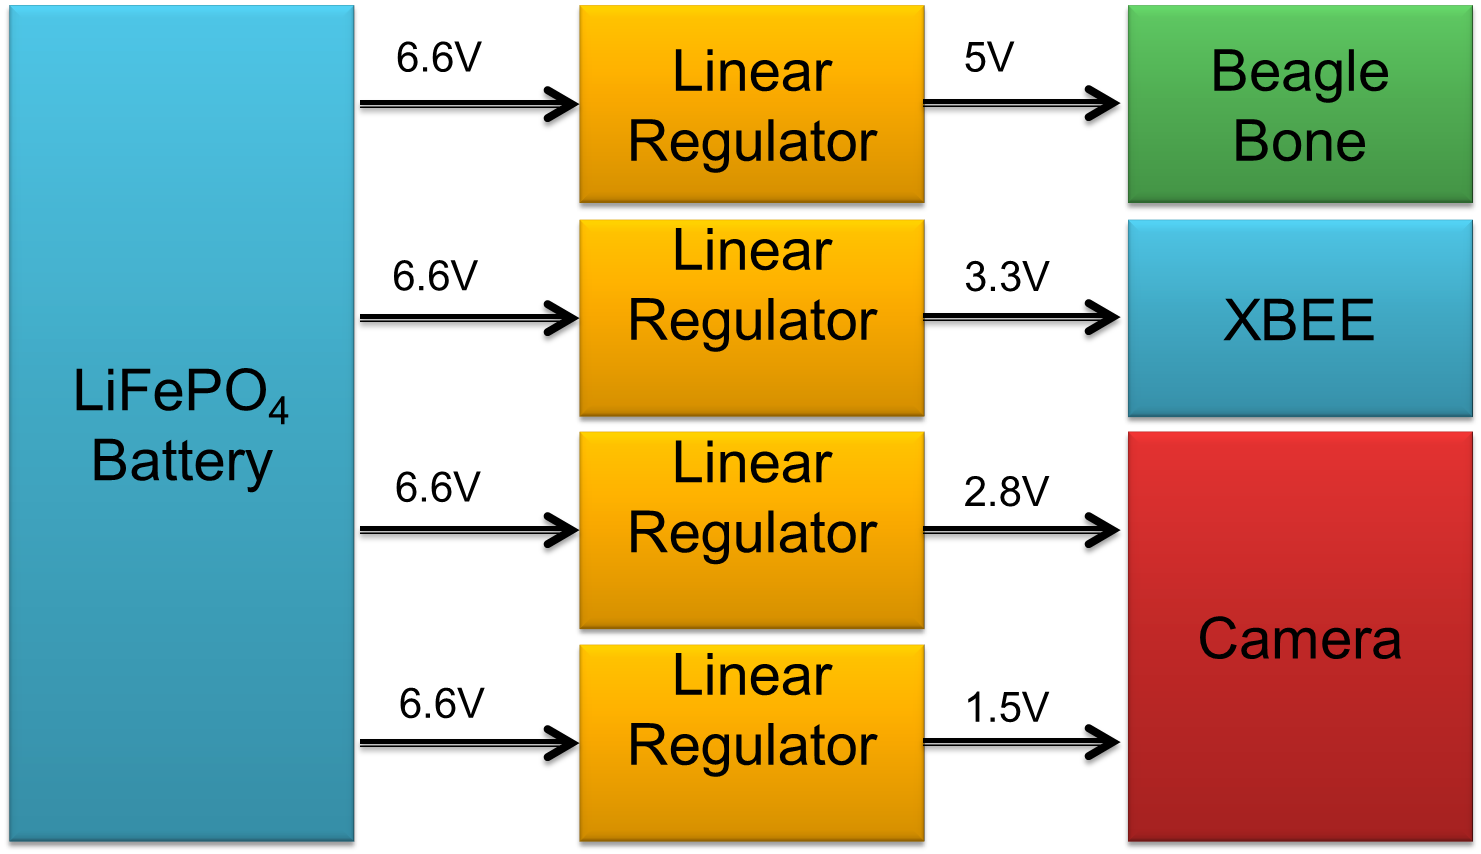 LiFePO₄
Battery
6.6V
Linear
Regulator
5V
Beagle
Bone
6.6V
Linear
Regulator
3.3V
XBEE
6.6V
Linear
Regulator
2.8V
Camera
6.6V
Linear
Regulator
1.5V